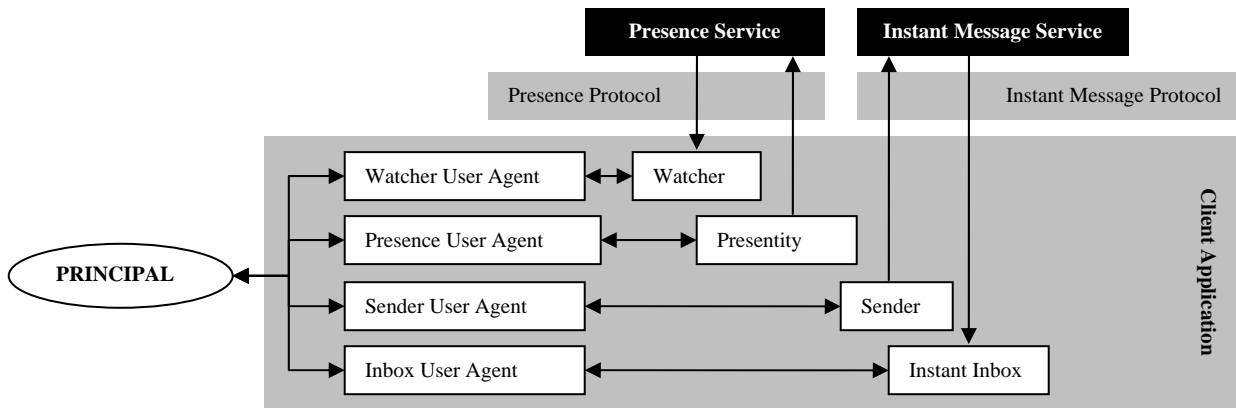 Presence Service
Instant Message Service
Presence Protocol
Instant Message Protocol
Watcher User Agent
Watcher
Presence User Agent
Presentity
PRINCIPAL
Sender User Agent
Sender
Inbox User Agent
Instant Inbox
Client Application